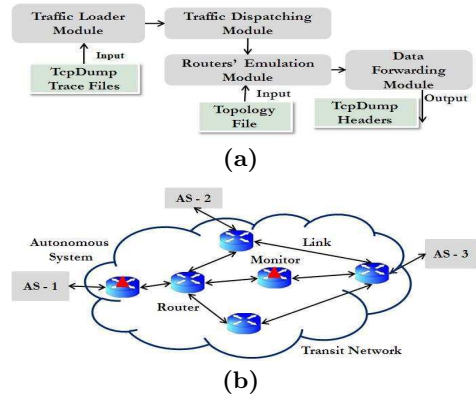 Traffic Loader
Module
Traffic Dispatching
Module
Input
TcpDump
Trace Files
Routers' Emulation
Module
Data
Forwarding
Module
Input
Topology
File
Output
TcpDump
Headers
(a)
AS - 2
Autonomous
System
Link
Monitor
AS - 3
AS - 1
Router
Transit Network
(b)